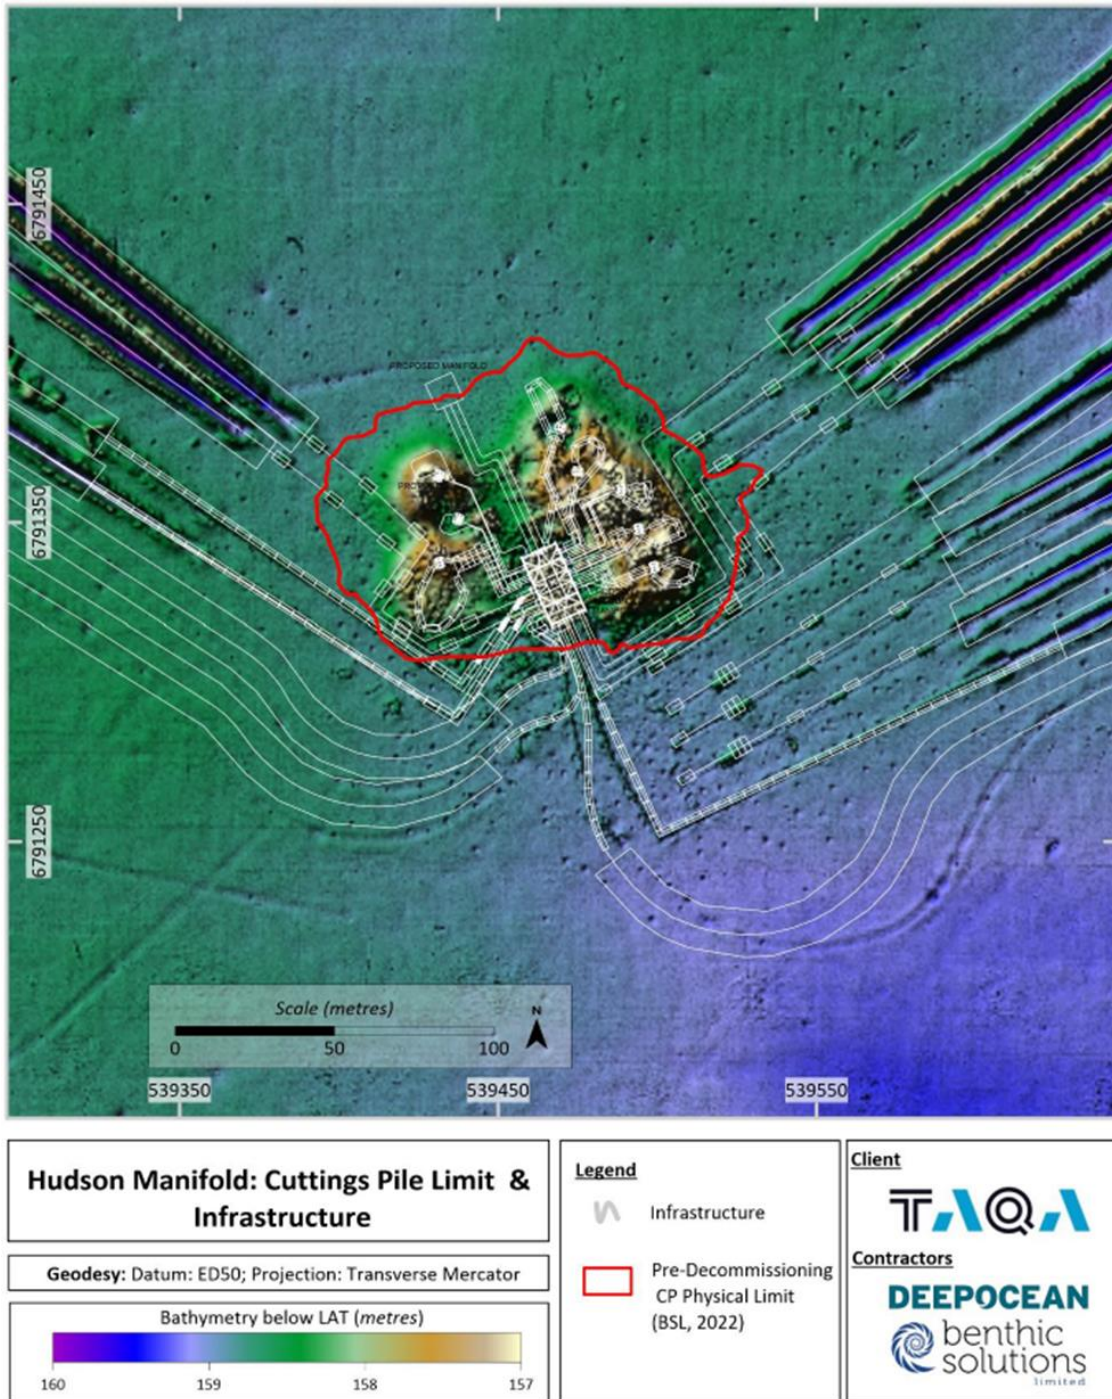 6791450
PROPOSED MANIFOLD
6791350
6791250
Scale (metres)
N
0 50 100
539350 539450 539550
Hudson Manifold: Cuttings Pile Limit &
Infrastructure
Geodesy: Datum: ED50; Projection: Transverse Mercator
Bathymetry below LAT (metres)
160 159 158 157
Legend
Infrastructure
Pre-Decommissioning
CP Physical Limit
(BSL, 2022)
Client
TAQA
Contractors
DEEPOCEAN
benthic
solutions
limited